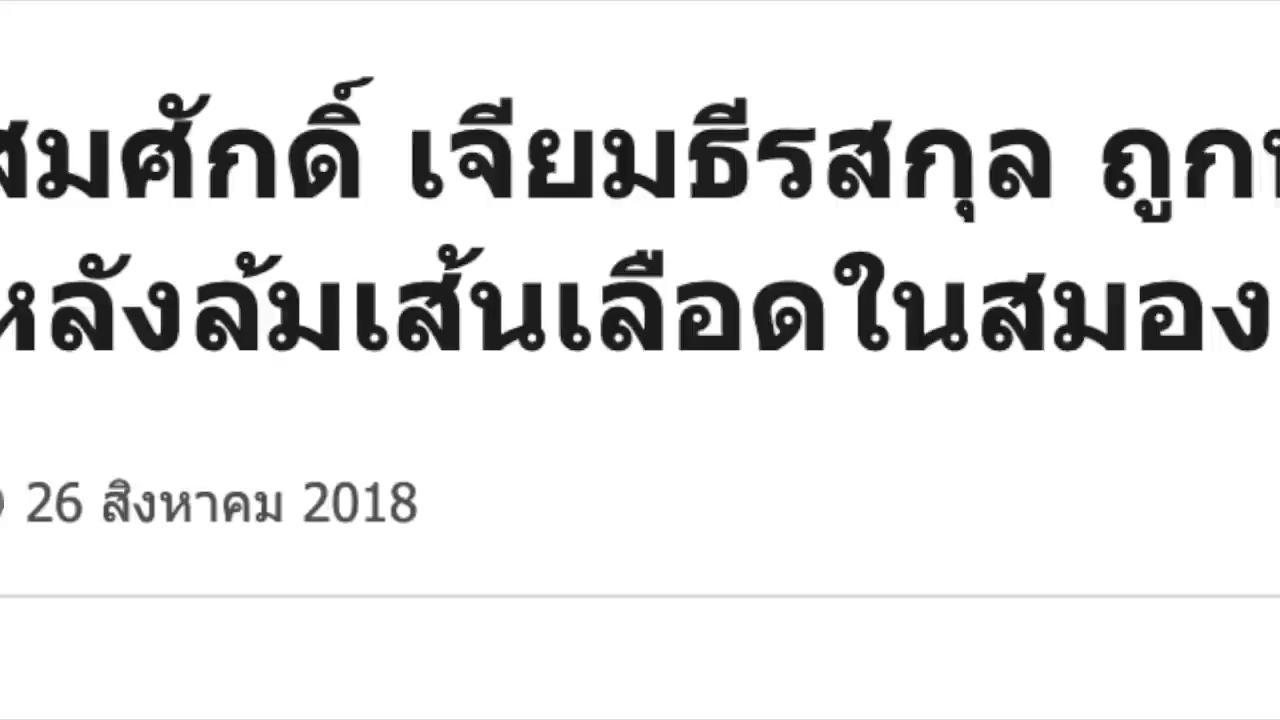 สมศักดิ์ เจียมธีรสกุล
หลังล้มเส้นเลือดในสมอง
26 สิงหาคม 2018